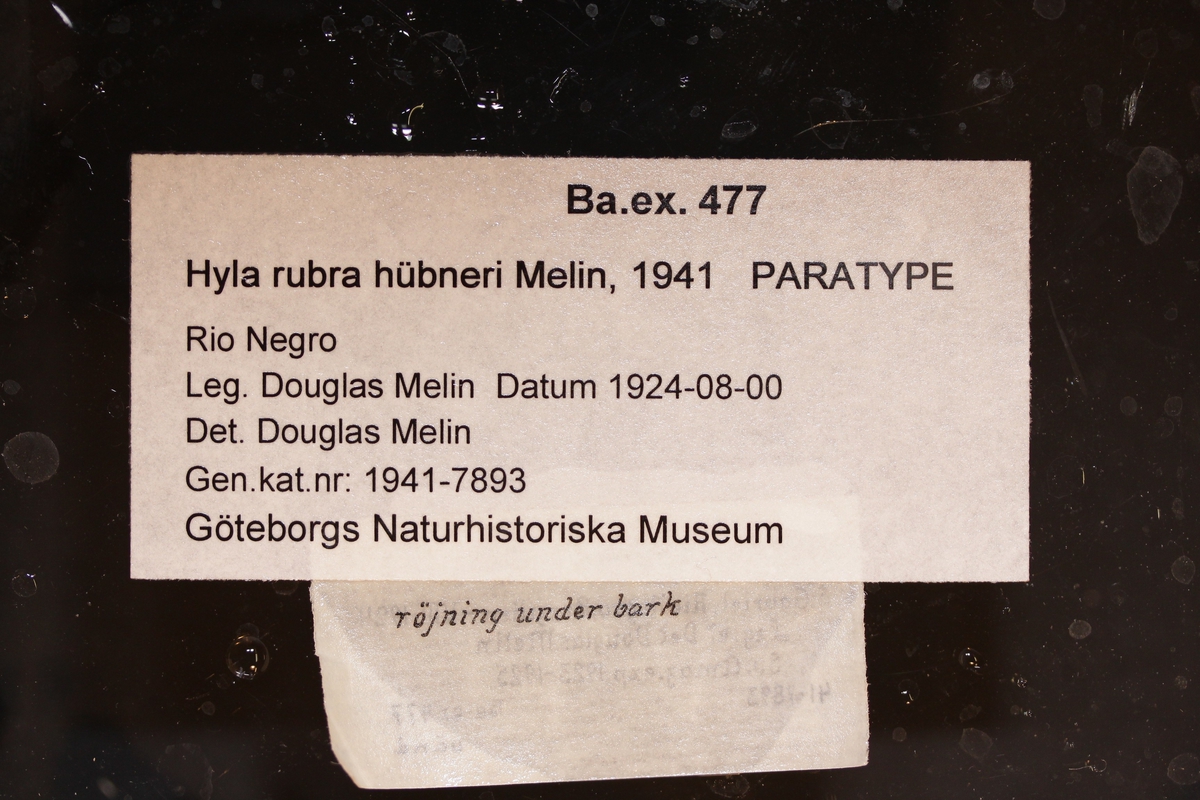 Ba.ex. 477
Hyla rubra hübneri Melin, 1941 PARATYPE
Rio Negro
Leg. Douglas Melin Datum 1924-08-00
Det. Douglas Melin
Gen.kat.nr: 1941-7893
Göteborgs Naturhistoriska Museum
röjning under bark